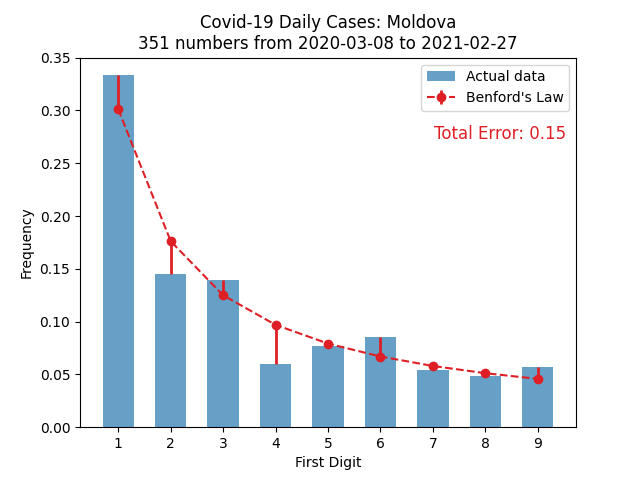 Covid-19 Daily Cases: Moldova
351 numbers from 2020-03-08 to 2021-02-27
Actual data
Benford's Law
Total Error: 0.15
Frequency
0.35
0.30
0.25
0.20
0.15
0.10
0.05
0.00
1 2 3 4 5 6 7 8 9
First Digit